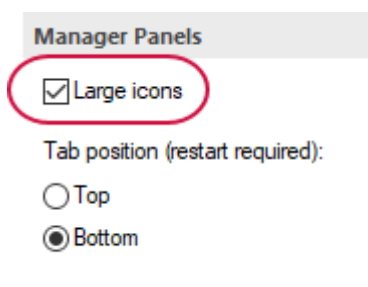 Manager Panels
Large icons
Tab position (restart required):
Top
Bottom